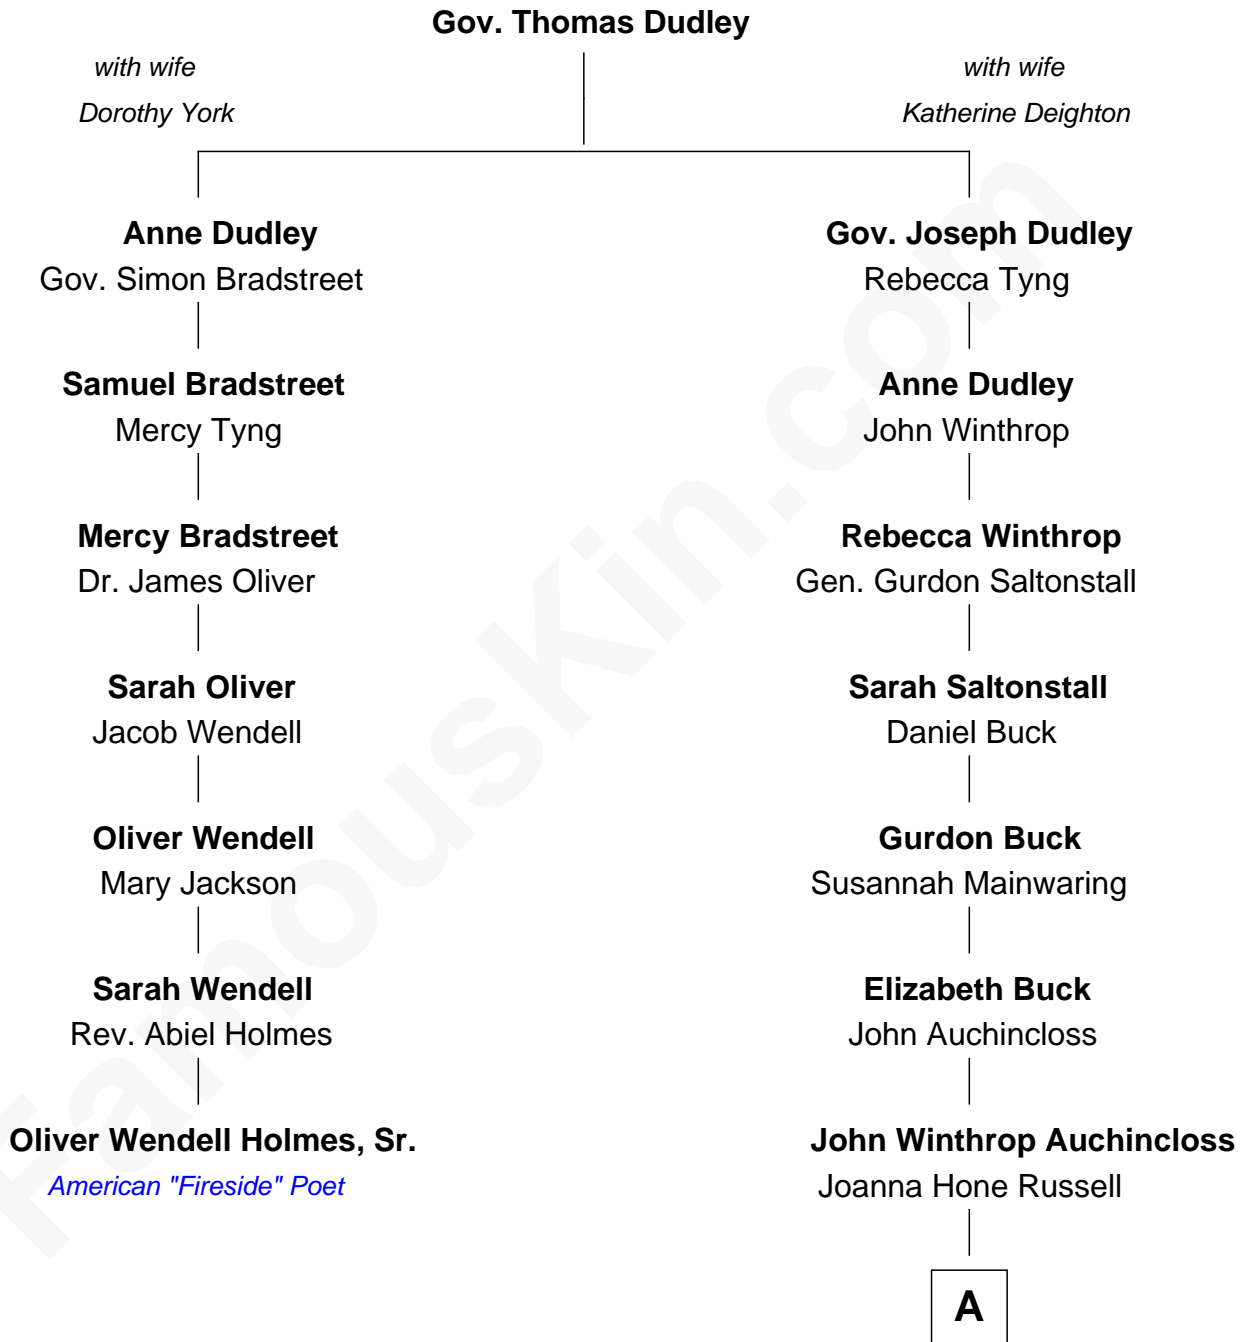 Gov. Thomas Dudley
with wife
Dorothy York
with wife
Katherine Deighton
Anne Dudley
Gov. Simon Bradstreet
Gov. Joseph Dudley
Rebecca Tyng
Samuel Bradstreet
Mercy Tyng
Anne Dudley
John Winthrop
Mercy Bradstreet
Dr. James Oliver
Rebecca Winthrop
Gen. Gurdon Saltonstall
Sarah Oliver
Jacob Wendell
Sarah Saltonstall
Daniel Buck
Oliver Wendell
Mary Jackson
Gurdon Buck
Susannah Mainwaring
Sarah Wendell
Rev. Abiel Holmes
Elizabeth Buck
John Auchincloss
Oliver Wendell Holmes, Sr.
American "Fireside" Poet
John Winthrop Auchincloss
Joanna Hone Russell
A
FamousKin.com